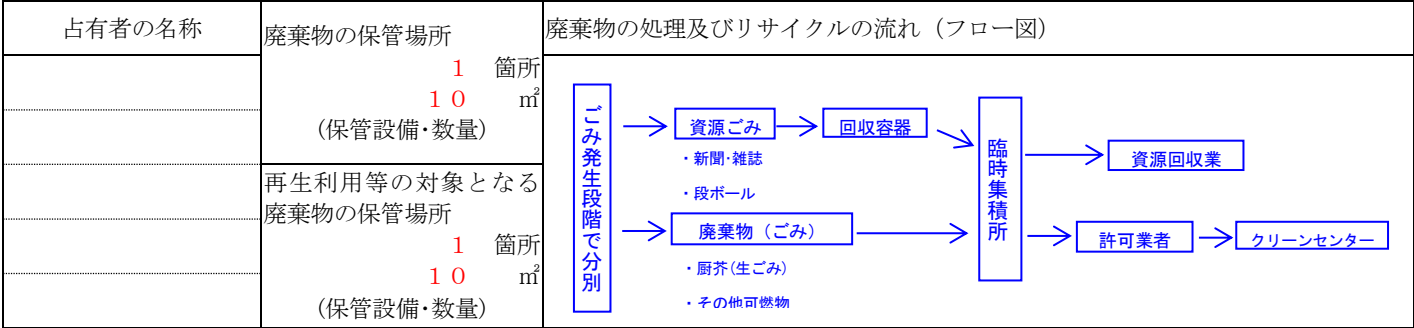 占有者の名称
廃棄物の保管場所
1 箇所
10 ㎡
(保管設備・数量)
再生利用等の対象となる
廃棄物の保管場所
1 箇所
10 ㎡
(保管設備・数量)
廃棄物の処理及びリサイクルの流れ（フロー図）
ごみ発生段階で分別
資源ごみ
回収容器
・新聞・雑誌
・段ボール
廃棄物（ごみ）
・厨芥(生ごみ)
・その他可燃物
臨時集積所
資源回収業
許可業者
クリーンセンター